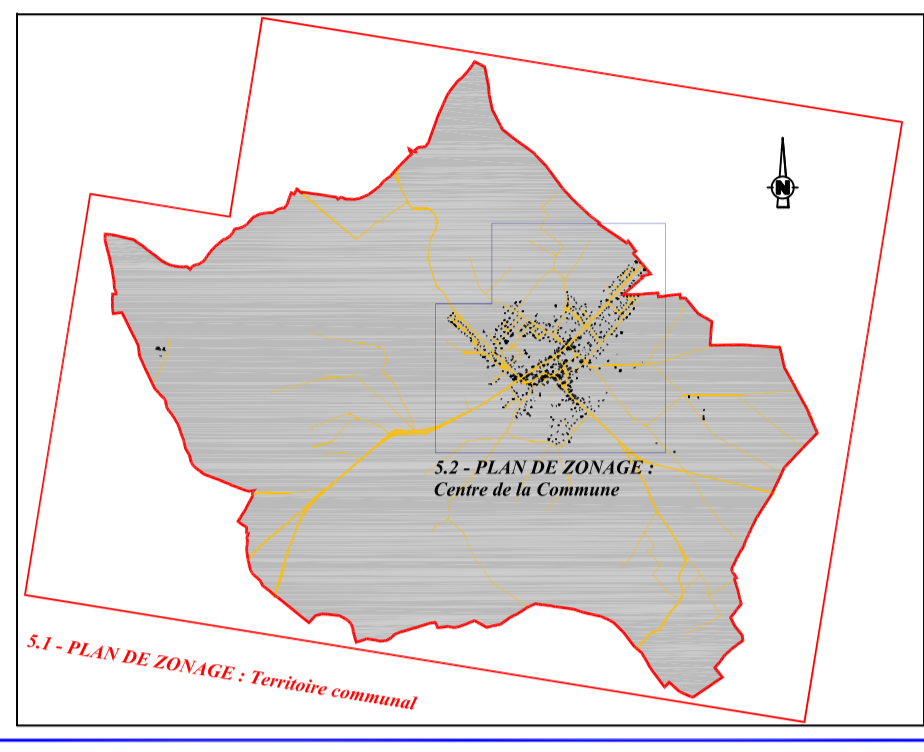 N
5.2 - PLAN DE ZONAGE :
Centre de la Commune
5.1 - PLAN DE ZONAGE : Territoire communal